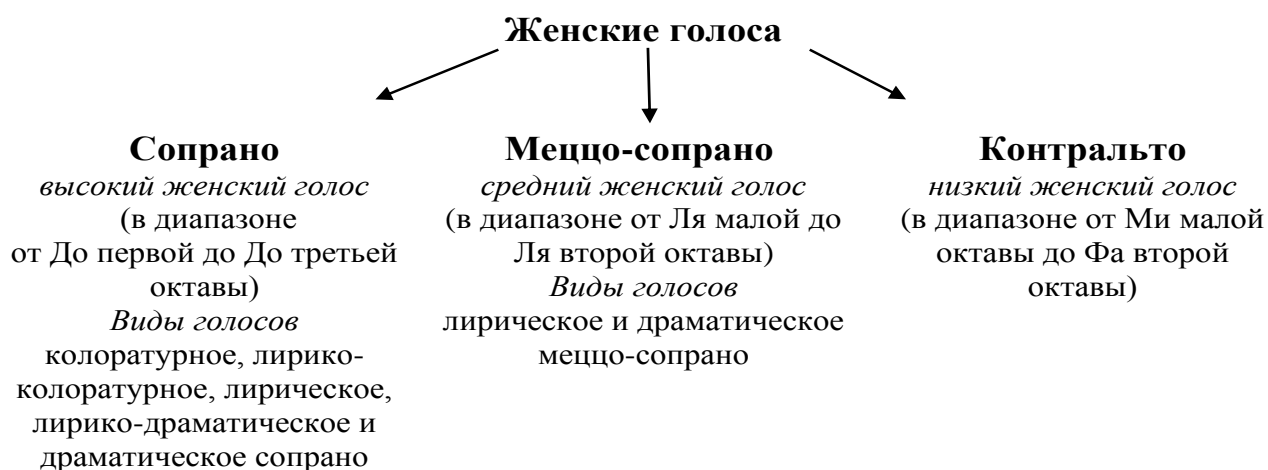 Женские голоса
Сопрано
высокий женский голос
(в диапазоне
от До первой до До третьей
октавы)
Виды голосов
колоратурное, лирико-
колоратурное, лирическое,
лирико-драматическое и
драматическое сопрано
Меццо-сопрано
средний женский голос
(в диапазоне от Ля малой до
Ля второй октавы)
Виды голосов
лирическое и драматическое
меццо-сопрано
Контральто
низкий женский голос
(в диапазоне от Ми малой
октавы до Фа второй
октавы)